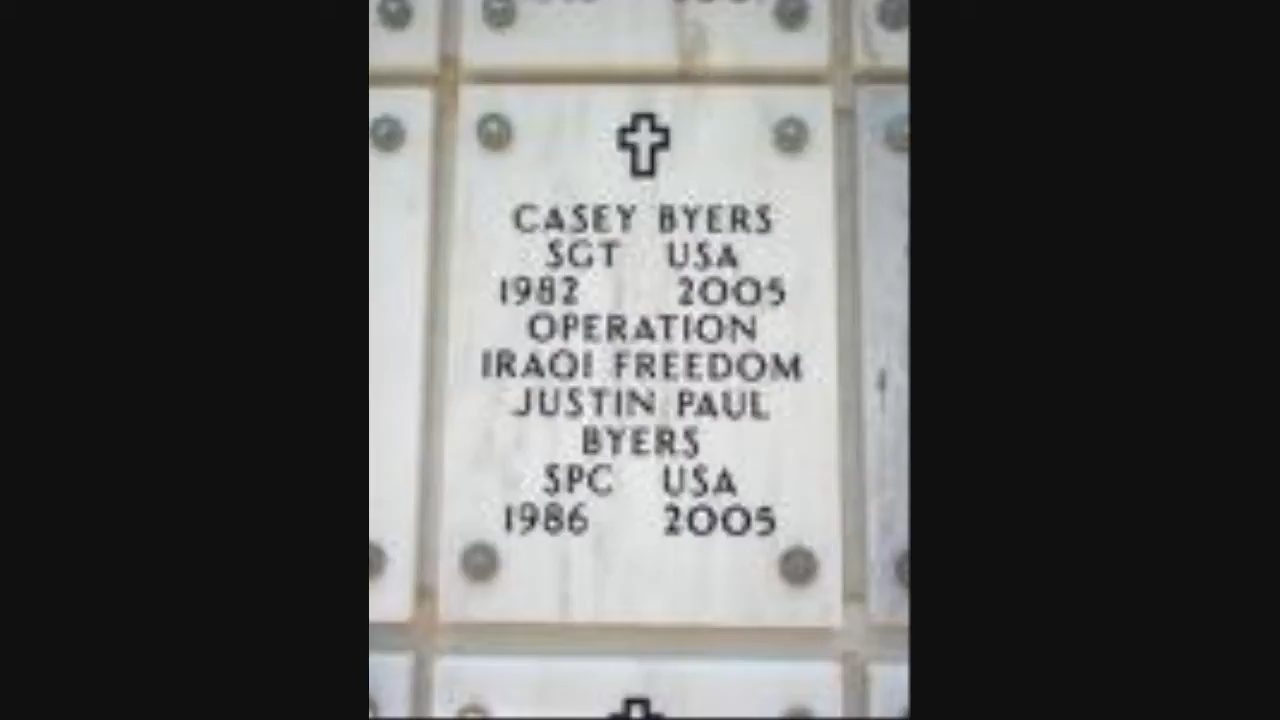 CASEY BYERS
SGT USA
1982 2005
OPERATION
IRAQI FREEDOM
JUSTIN PAUL
BYERS
SPC USA
1986 2005